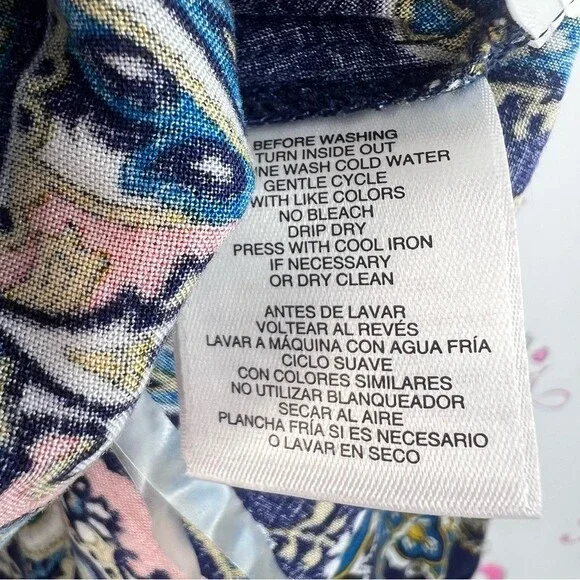 BEFORE WASHING
TURN INSIDE OUT
WASH COLD WATER
GENTLE CYCLE
WITH LIKE COLORS
NO BLEACH
DRIP DRY
PRESS WITH COOL IRON
IF NECESSARY
OR DRY CLEAN
ANTES DE LAVAR
VOLTEAR AL REVÉS
LAVAR A MÁQUINA CON AGUA FRÍA
CICLO SUAVE
CON COLORES SIMILARES
NO UTILIZAR BLANQUEADOR
SECAR AL AIRE
PLANCHA FRÍA SI ES NECESARIO
O LAVAR EN SECO